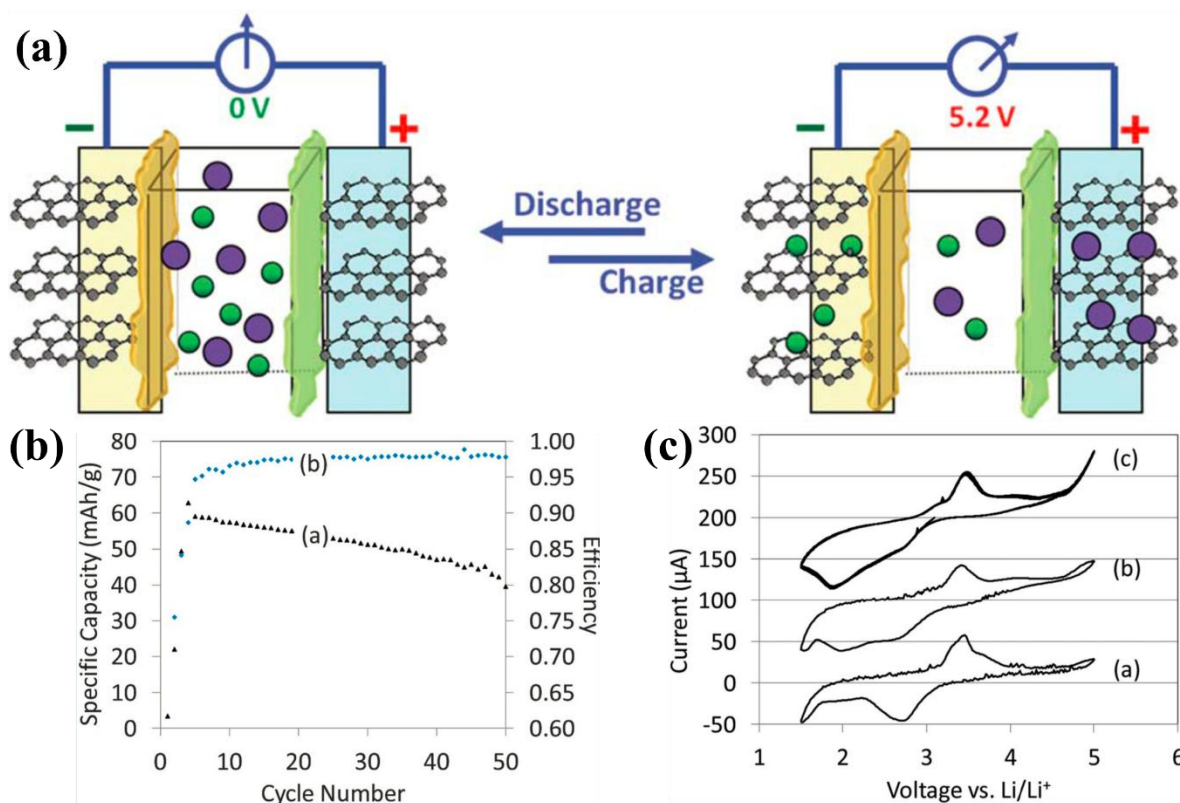 (a)
0 V
5.2 V
− +
− +
Discharge
Charge
(b)
Specific Capacity (mAh/g)
80
70
60
50
40
30
20
10
0
(b)
(a)
1.00
0.95
0.90
0.85
0.80
0.75
0.70
0.65
0.60
Efficiency
0 10 20 30 40 50
Cycle Number
(c)
Current (µA)
300
250
200
150
100
50
0
-50
(c)
(b)
(a)
1 2 3 4 5 6
Voltage vs. Li/Li⁺